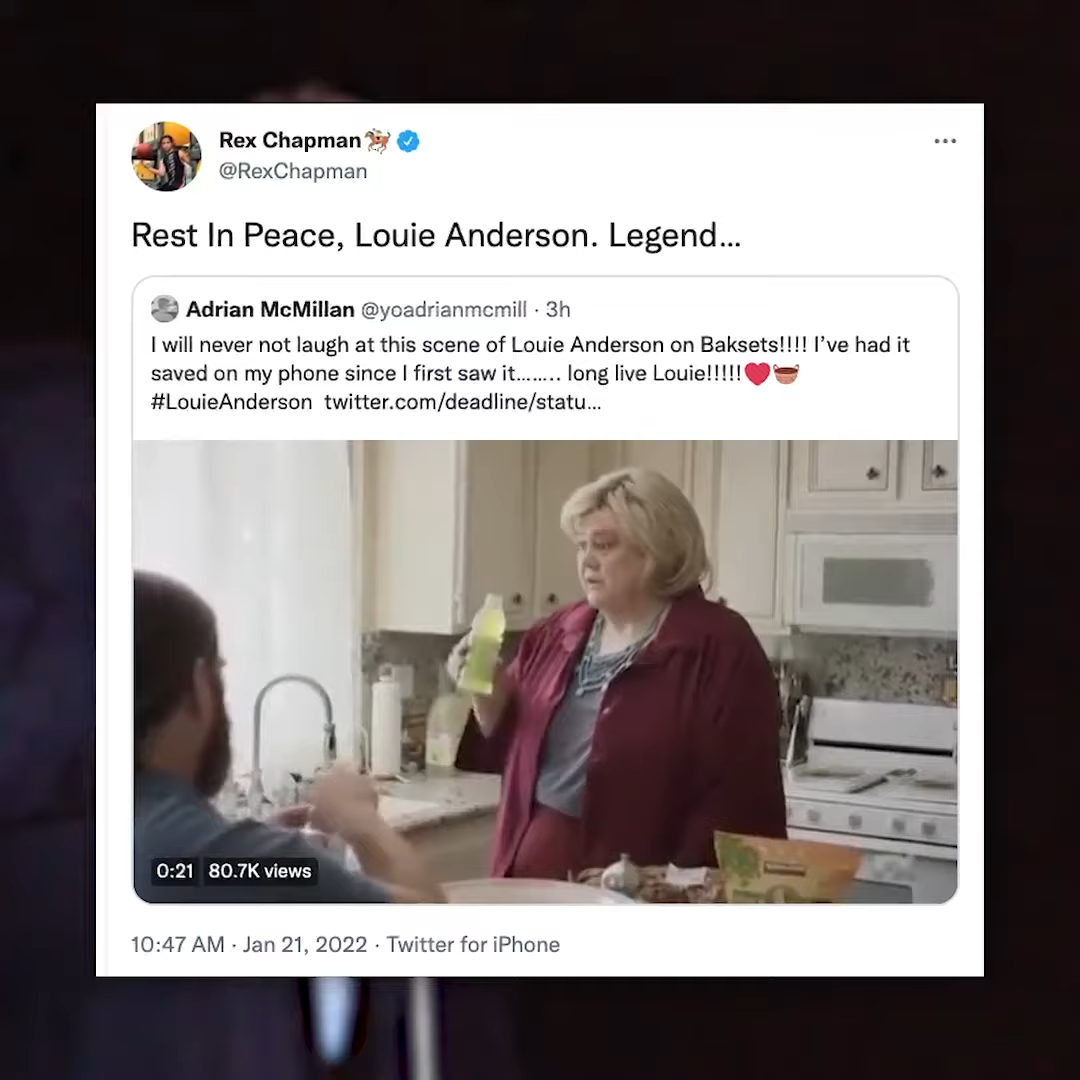 Rex Chapman🏇
@RexChapman
Rest In Peace, Louie Anderson. Legend...
Adrian McMillan @yoadrianmcmill · 3h
I will never not laugh at this scene of Louie Anderson on Baksets!!!! I've had it
saved on my phone since I first saw it........ long live Louie!!!!!❤️🧺
#LouieAnderson twitter.com/deadline/statu...
0:21 80.7K views
10:47 AM · Jan 21, 2022 · Twitter for iPhone